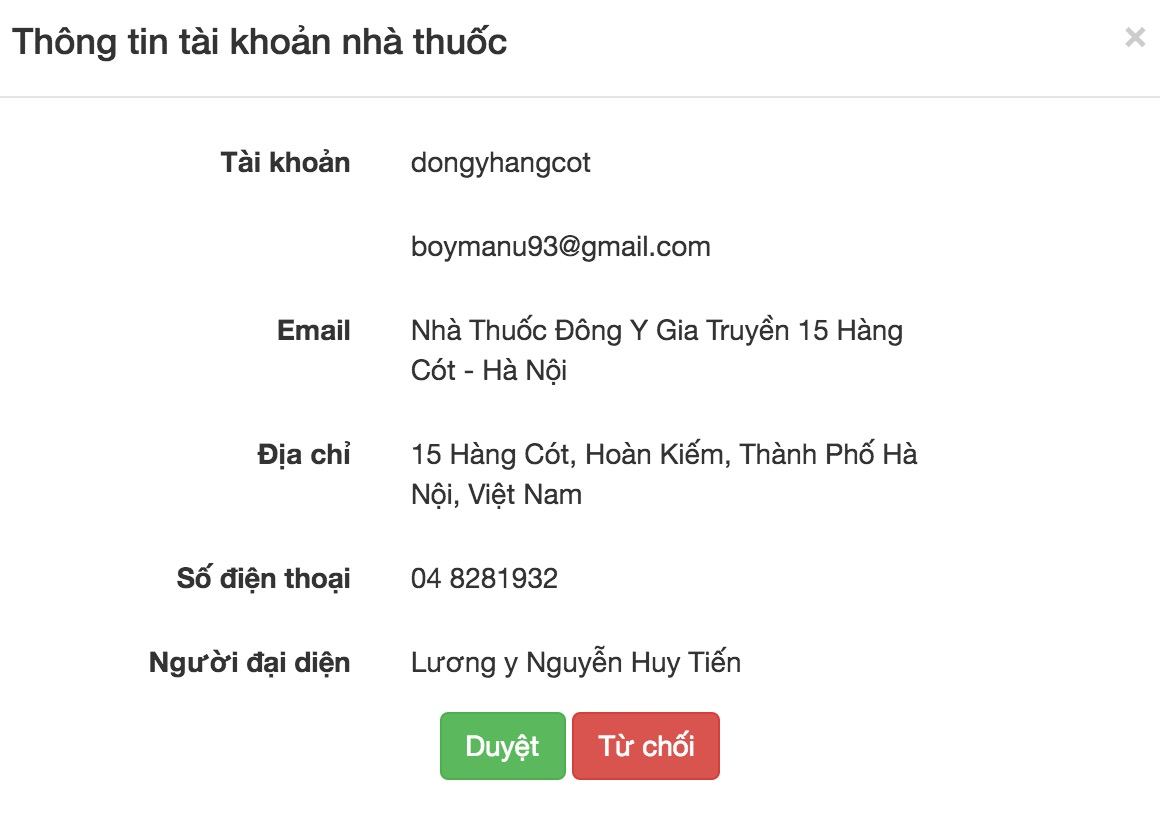 Thông tin tài khoản nhà thuốc ×
Tài khoản dongyhangcot
boymanu93@gmail.com
Email Nhà Thuốc Đông Y Gia Truyền 15 Hàng
Cót - Hà Nội
Địa chỉ 15 Hàng Cót, Hoàn Kiếm, Thành Phố Hà
Nội, Việt Nam
Số điện thoại 04 8281932
Người đại diện Lương y Nguyễn Huy Tiến
Duyệt Từ chối